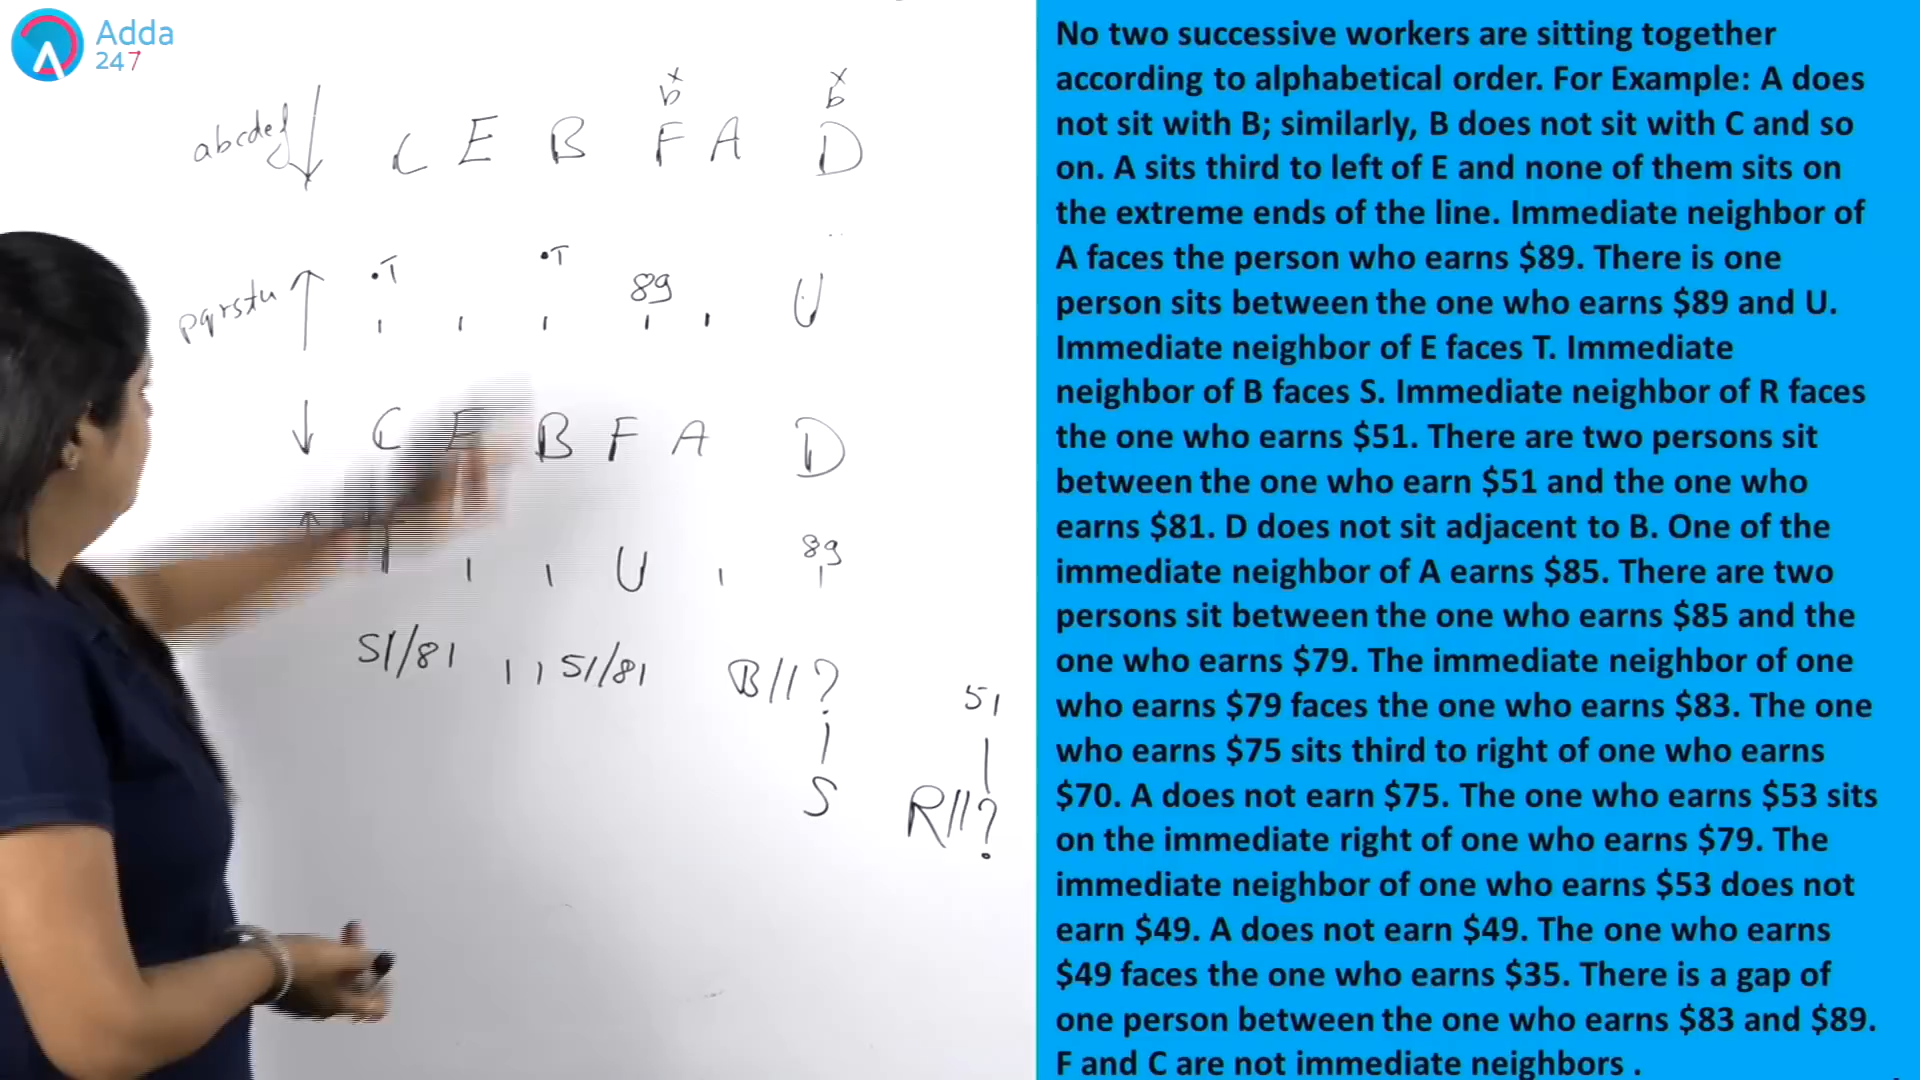 Adda
247
x x
b b
abcdef C E B F A D
•T •T
89
pqrstu U
C E B F A D
89
T U
51//81 , , 51//81 B//?
S
51
R//?
No two successive workers are sitting together
according to alphabetical order. For Example: A does
not sit with B; similarly, B does not sit with C and so
on. A sits third to left of E and none of them sits on
the extreme ends of the line. Immediate neighbor of
A faces the person who earns $89. There is one
person sits between the one who earns $89 and U.
Immediate neighbor of E faces T. Immediate
neighbor of B faces S. Immediate neighbor of R faces
the one who earns $51. There are two persons sit
between the one who earn $51 and the one who
earns $81. D does not sit adjacent to B. One of the
immediate neighbor of A earns $85. There are two
persons sit between the one who earns $85 and the
one who earns $79. The immediate neighbor of one
who earns $79 faces the one who earns $83. The one
who earns $75 sits third to right of one who earns
$70. A does not earn $75. The one who earns $53 sits
on the immediate right of one who earns $79. The
immediate neighbor of one who earns $53 does not
earn $49. A does not earn $49. The one who earns
$49 faces the one who earns $35. There is a gap of
one person between the one who earns $83 and $89.
F and C are not immediate neighbors .